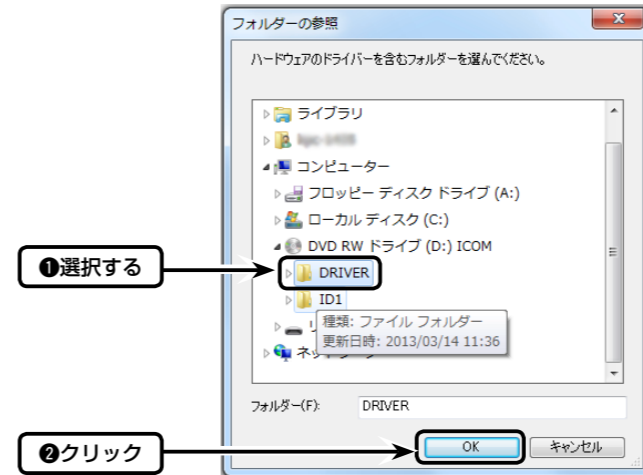 フォルダーの参照
ハードウェアのドライバーを含むフォルダーを選んでください。
ライブラリ
コンピューター
フロッピー ディスク ドライブ (A:)
ローカル ディスク (C:)
DVD RW ドライブ (D:) ICOM
❶選択する
DRIVER
ID1
種類: ファイル フォルダー
更新日時: 2013/03/14 11:36
フォルダー(F):
DRIVER
❷クリック
OK
キャンセル